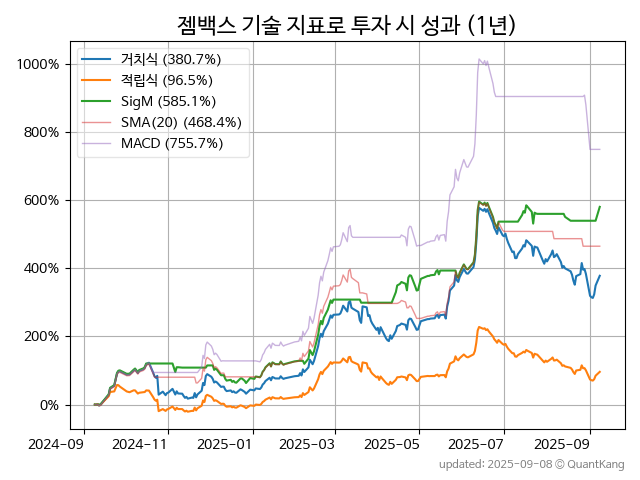 젬백스 기술 지표로 투자 시 성과 (1년)
거치식 (380.7%)
적립식 (96.5%)
SigM (585.1%)
SMA(20) (468.4%)
MACD (755.7%)
1000%
800%
600%
400%
200%
0%
2024-09 2024-11 2025-01 2025-03 2025-05 2025-07 2025-09
updated: 2025-09-08 © QuantKang